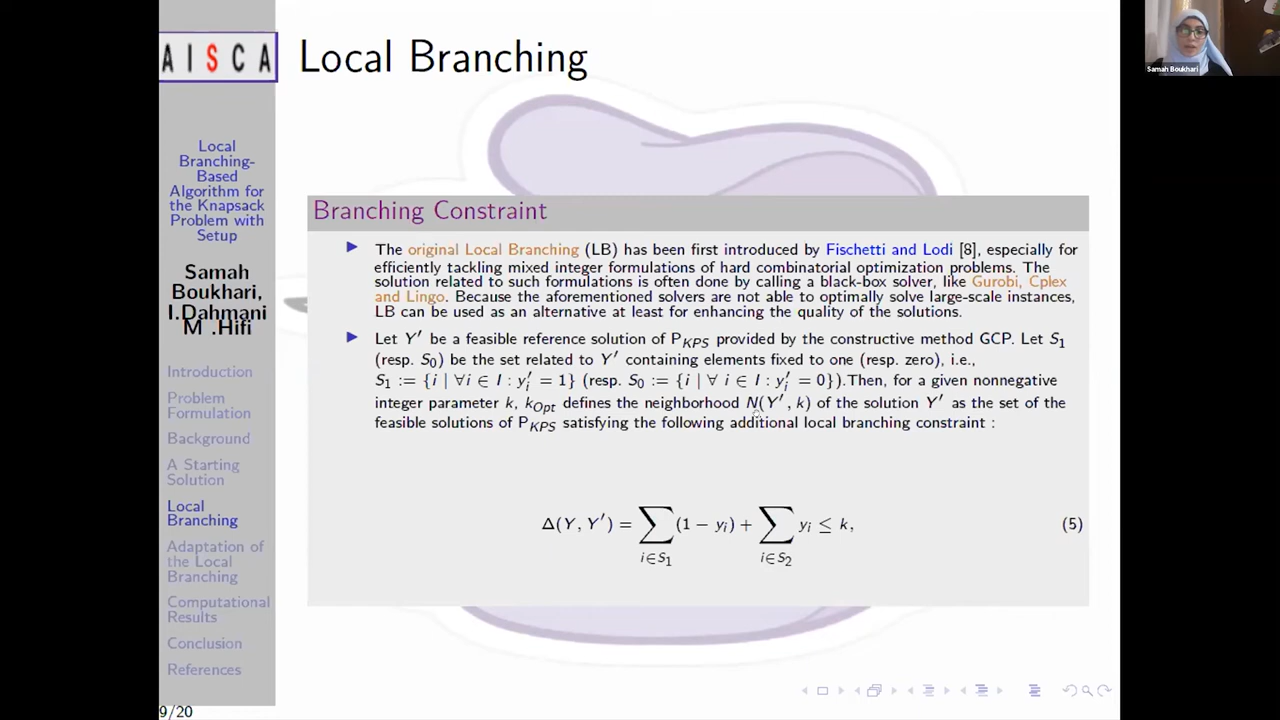 AISCA
Local Branching
Local
Branching-
Based
Algorithm for
the Knapsack
Problem with
Setup
Samah
Boukhari,
I.Dahmani
M .Hifi
Introduction
Problem
Formulation
Background
A Starting
Solution
Local
Branching
Adaptation of
the Local
Branching
Computational
Results
Conclusion
References
9/20
Branching Constraint
The original Local Branching (LB) has been first introduced by Fischetti and Lodi [8], especially for
efficiently tackling mixed integer formulations of hard combinatorial optimization problems. The
solution related to such formulations is often done by calling a black-box solver, like Gurobi, Cplex
and Lingo. Because the aforementioned solvers are not able to optimally solve large-scale instances,
LB can be used as an alternative at least for enhancing the quality of the solutions.
Let Y′ be a feasible reference solution of P_KPS provided by the constructive method GCP. Let S₁
(resp. S₀) be the set related to Y′ containing elements fixed to one (resp. zero), i.e.,
S₁ := {i | ∀i ∈ I : y′ᵢ = 1} (resp. S₀ := {i | ∀ i ∈ I : y′ᵢ = 0}).Then, for a given nonnegative
integer parameter k, k_Opt defines the neighborhood N(Y′, k) of the solution Y′ as the set of the
feasible solutions of P_KPS satisfying the following additional local branching constraint :
Δ(Y, Y′) = ∑_{i∈S₁} (1 − yᵢ) + ∑_{i∈S₂} yᵢ ≤ k, (5)
Samah Boukhari